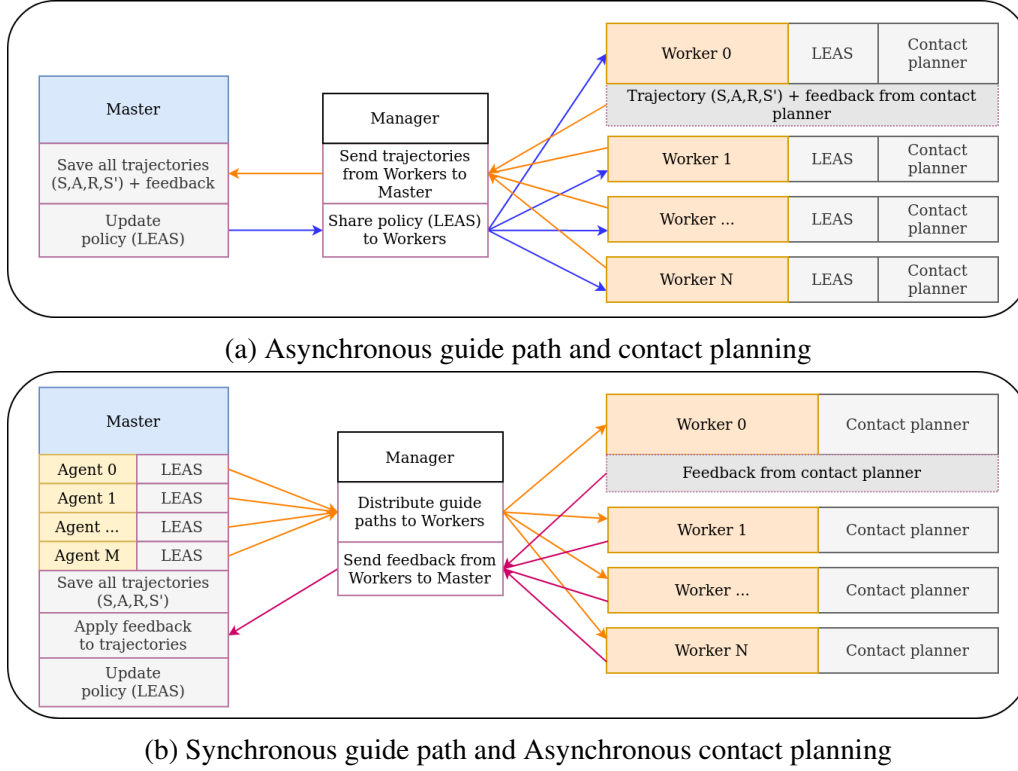 Master
Save all trajectories
(S,A,R,S') + feedback
Update
policy (LEAS)
Manager
Send trajectories
from Workers to
Master
Share policy (LEAS)
to Workers
Worker 0
LEAS
Contact
planner
Trajectory (S,A,R,S') + feedback from contact
planner
Worker 1
LEAS
Contact
planner
Worker ...
LEAS
Contact
planner
Worker N
LEAS
Contact
planner
(a) Asynchronous guide path and contact planning
Master
Agent 0
LEAS
Agent 1
LEAS
Agent ...
LEAS
Agent M
LEAS
Save all trajectories
(S,A,R,S')
Apply feedback
to trajectories
Update
policy (LEAS)
Manager
Distribute guide
paths to Workers
Send feedback from
Workers to Master
Worker 0
Contact planner
Feedback from contact planner
Worker 1
Contact planner
Worker ...
Contact planner
Worker N
Contact planner
(b) Synchronous guide path and Asynchronous contact planning